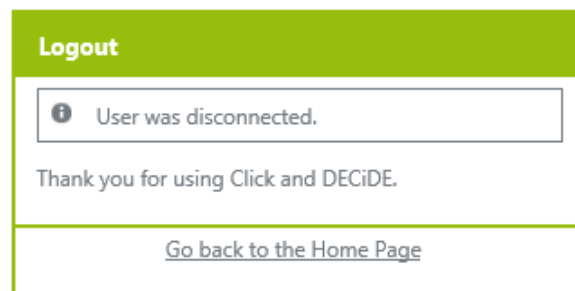 Logout
User was disconnected.
Thank you for using Click and DECiDE.
Go back to the Home Page